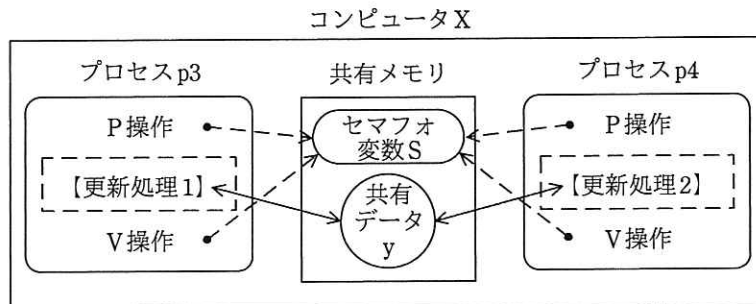 コンピュータX
プロセスp3
共有メモリ
プロセスp4
P操作
【更新処理1】
V操作
セマフォ
変数S
共有
データ
y
P操作
【更新処理2】
V操作